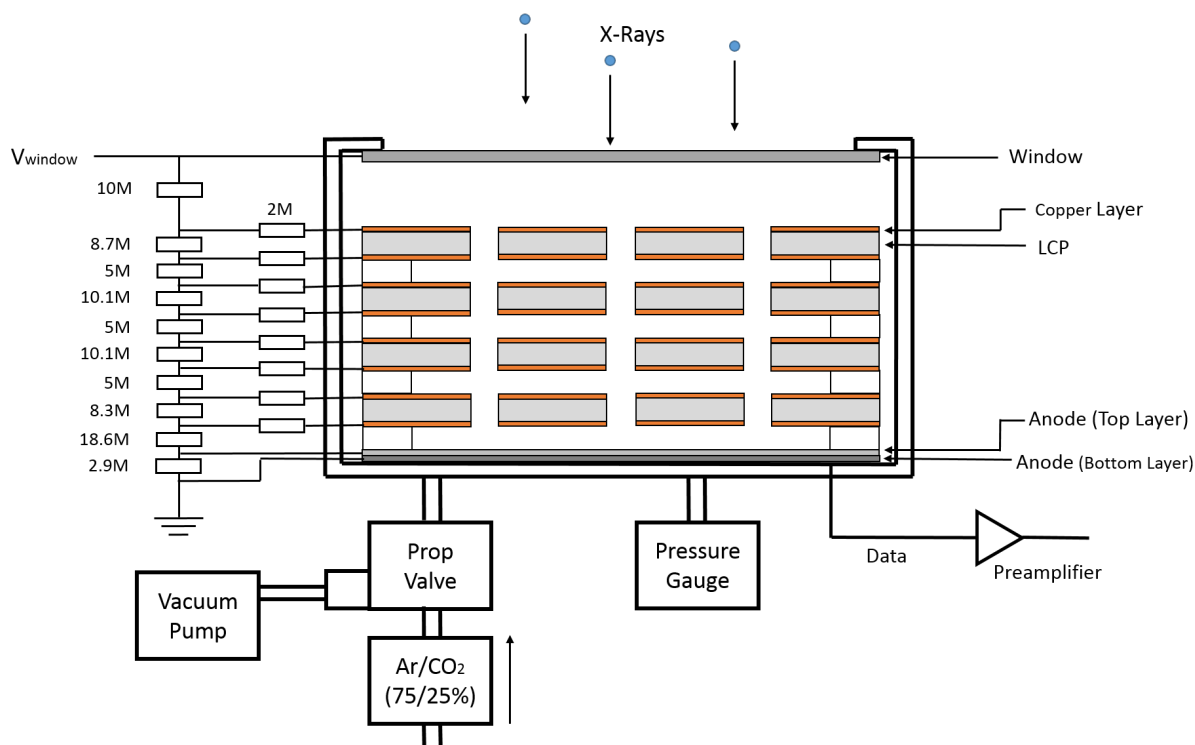 X-Rays
Vwindow
Window
10M
2M
Copper Layer
8.7M
LCP
5M
10.1M
5M
10.1M
5M
8.3M
Anode (Top Layer)
18.6M
2.9M
Anode (Bottom Layer)
Prop
Valve
Pressure
Gauge
Data
Preamplifier
Vacuum
Pump
Ar/CO₂
(75/25%)